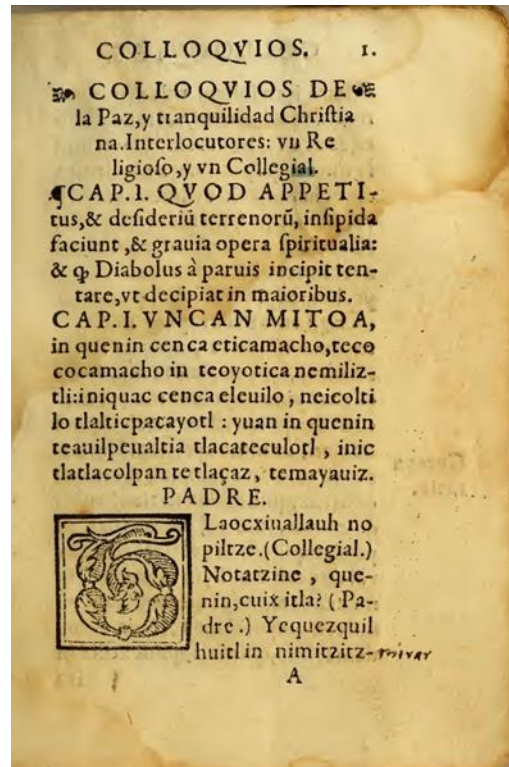 COLLOQVIOS. 1.
COLLOQVIOS DE
la Paz, y tranquilidad Chriſtia
na. Interlocutores: vn Re
ligioſo, y vn Collegial.
¶CAP. 1. QVOD APPETI-
tus, & deſideriū terrenorū, inſipida
faciunt, & grauia opera ſpiritualia:
& ꝙ Diabolus à paruis incipit ten-
tare, vt decipiat in maioribus.
CAP. I. VNCAN MITOA,
in quenin cenca eticamacho, teco
cocamacho in teoyotica nemiliz-
tli: iniquac cenca eleuilo, neicolti
lo tlalticpacayotl : yuan in quenin
teauilpeualtia tlacateculotl, inic
tlatlacolpan te tlaçaz, temayauiz.
PADRE.
Laocxiuallauh no
piltze. (Collegial.)
Notatzine, que-
nin, cuix itla? (Pa-
dre.) Yequezquil
huitl in nimitzitz-
A